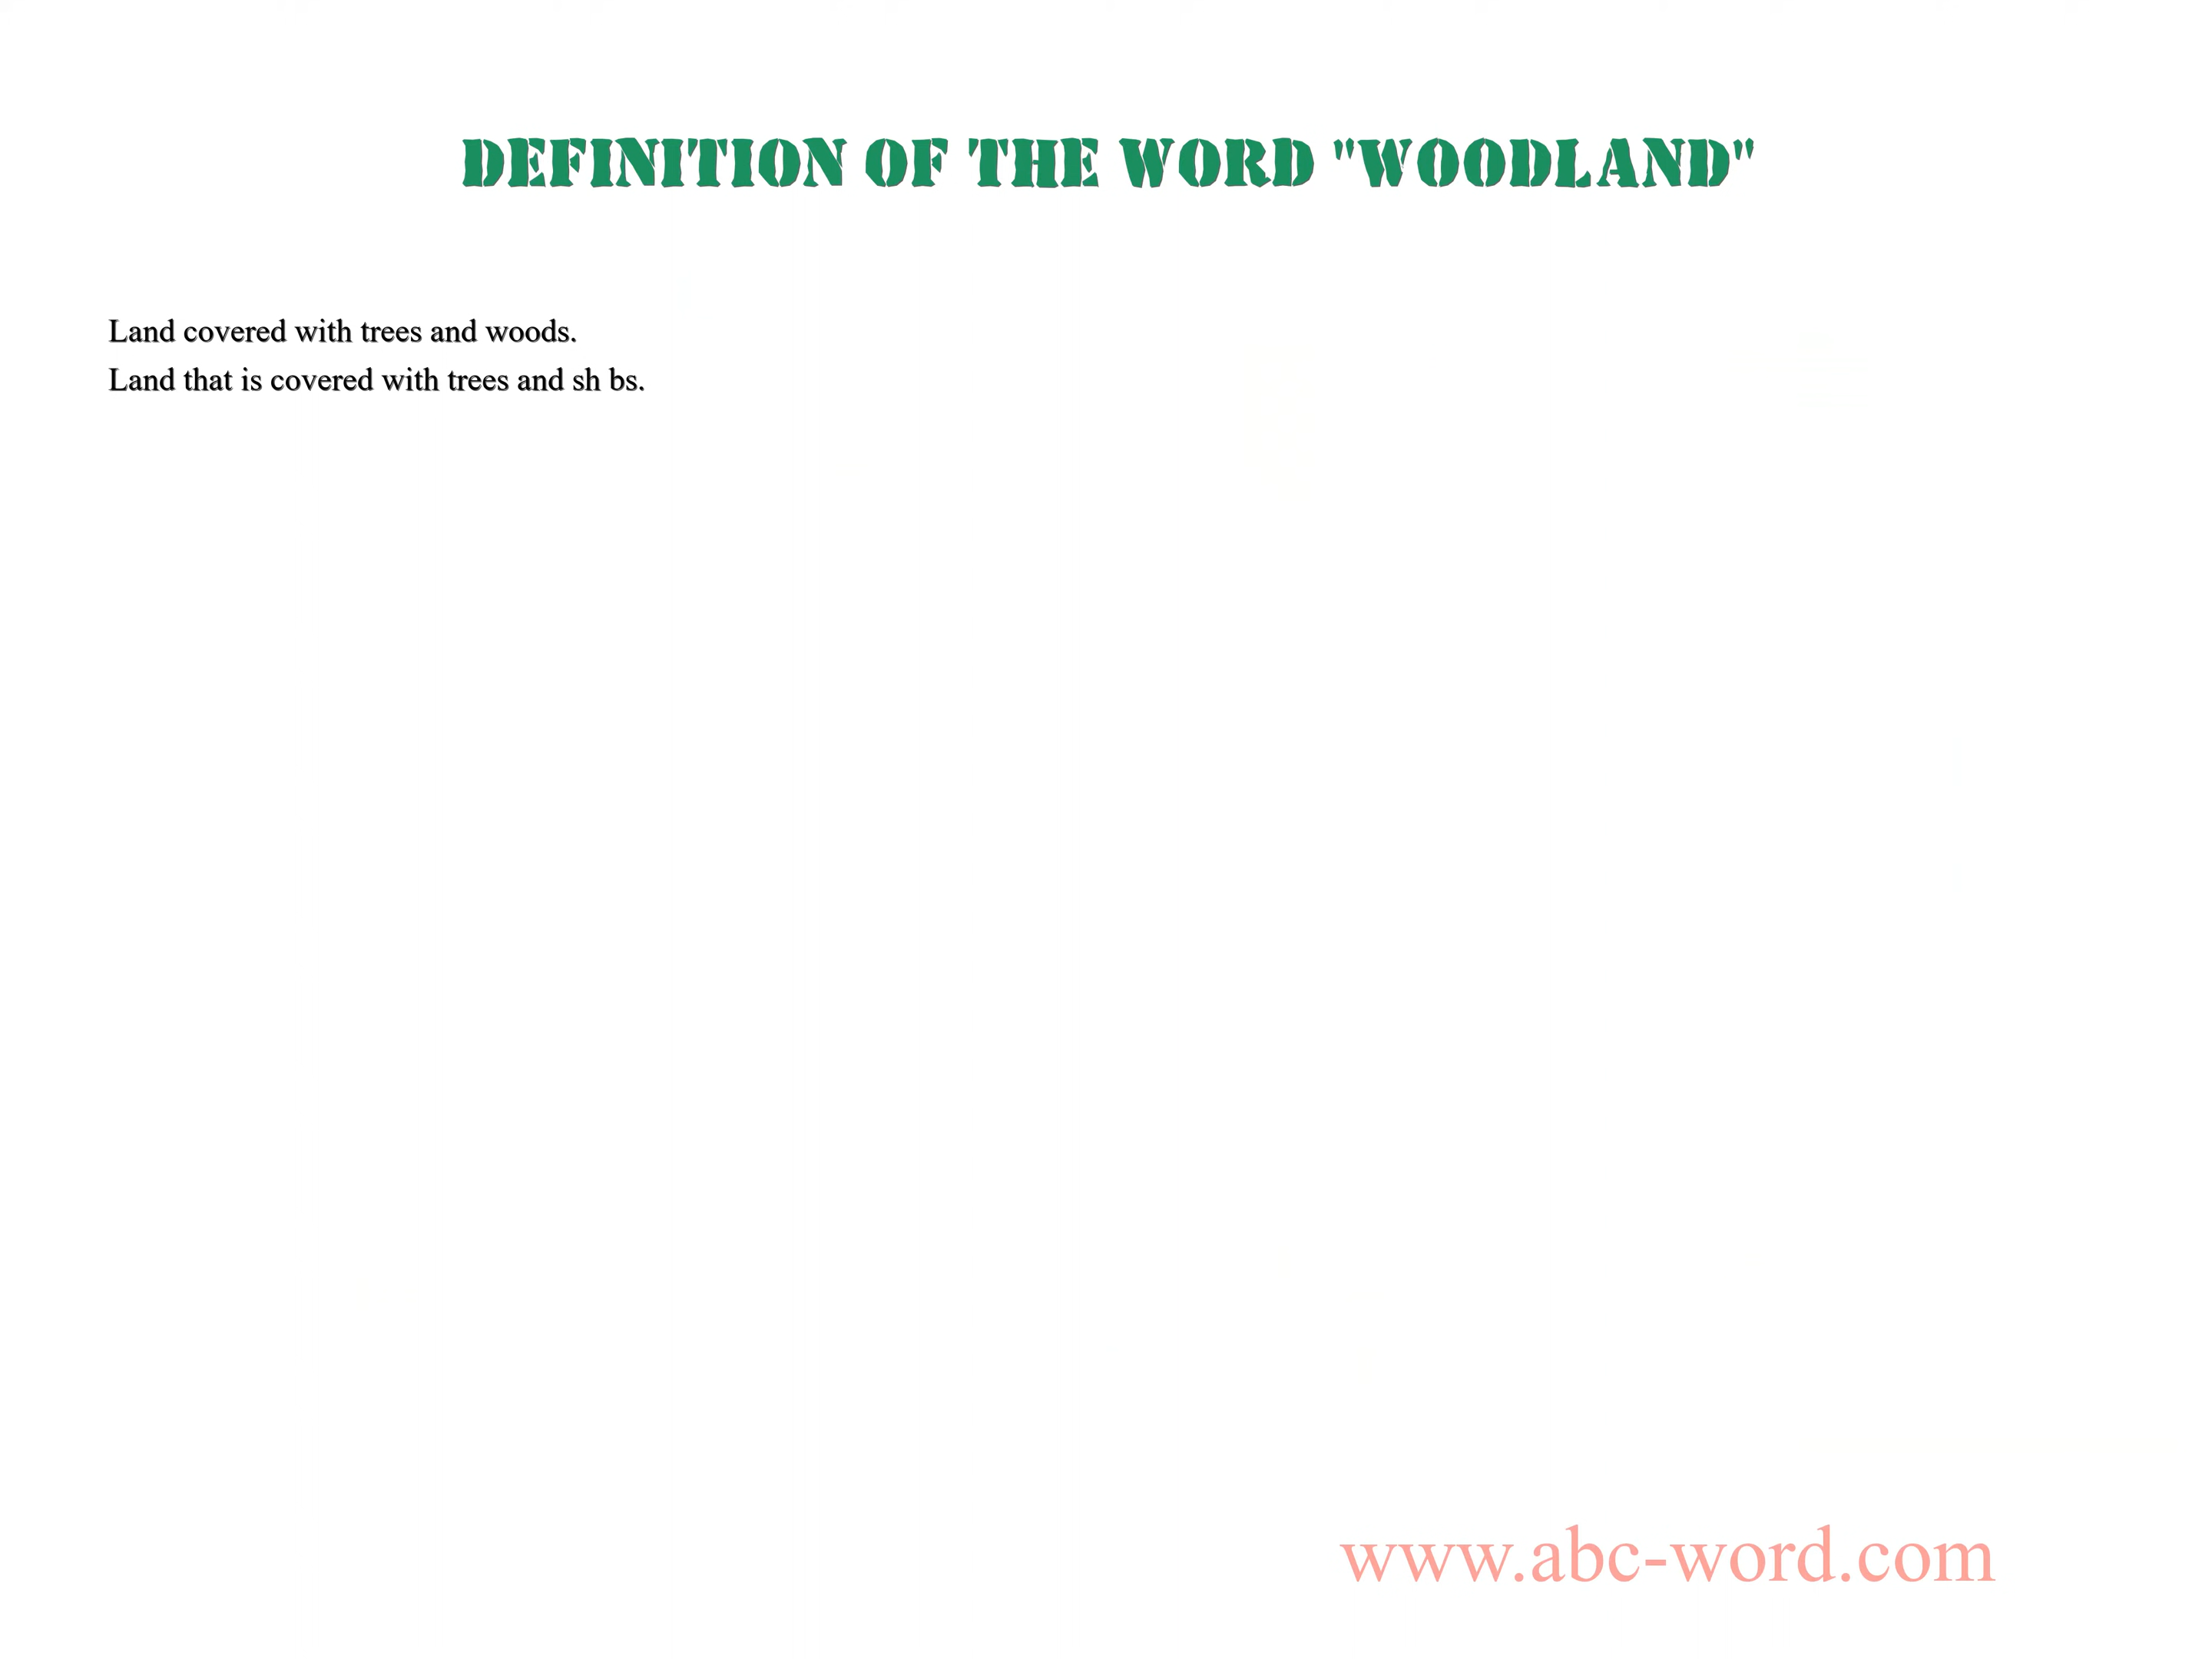 DEFINITION OF THE WORD "WOODLAND"
Land covered with trees and woods.
Land that is covered with trees and sh bs.
www.abc-word.com